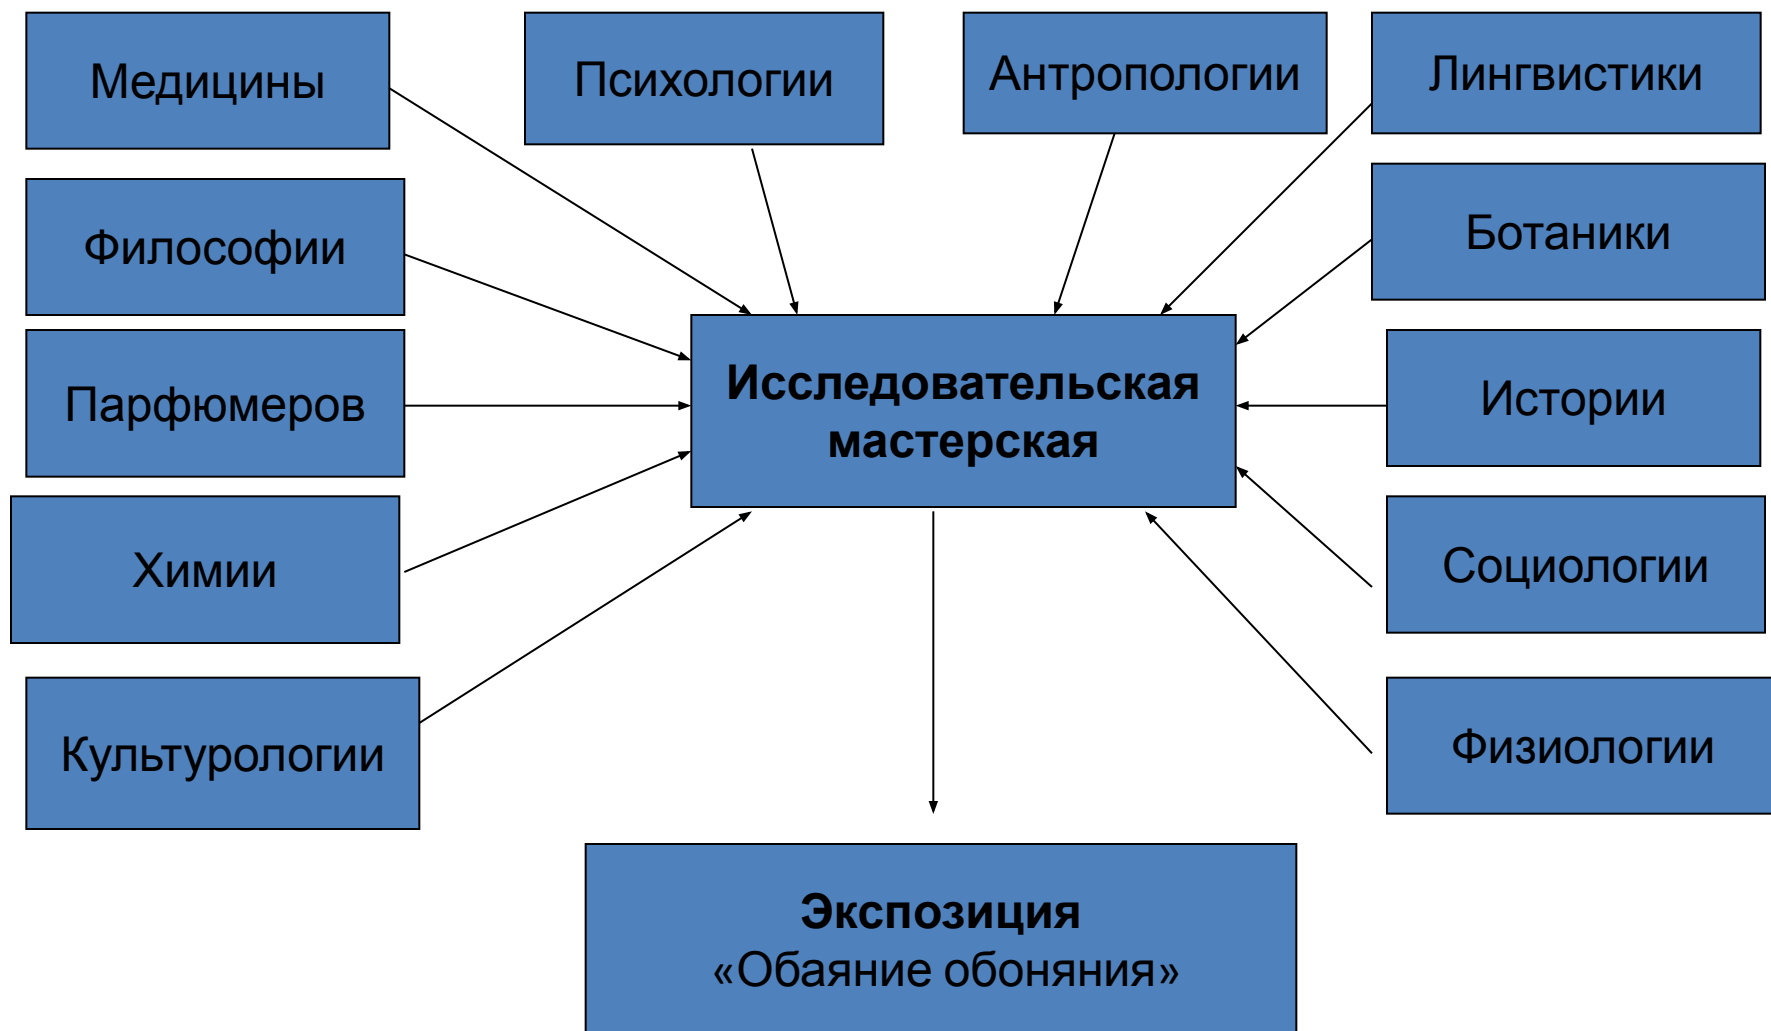 Медицины
Психологии
Антропологии
Лингвистики
Философии
Ботаники
Парфюмеров
Исследовательская
мастерская
Истории
Химии
Социологии
Культурологии
Физиологии
Экспозиция
«Обаяние обоняния»